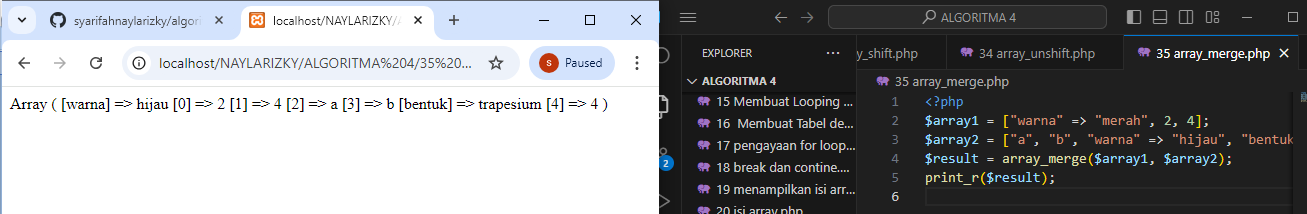 syarifahnaylarizky/algori
localhost/NAYLARIZKY/A
localhost/NAYLARIZKY/ALGORITMA%204/35%20...
S Paused
Array ( [warna] => hijau [0] => 2 [1] => 4 [2] => a [3] => b [bentuk] => trapesium [4] => 4 )
ALGORITMA 4
EXPLORER
ALGORITMA 4
15 Membuat Looping ...
16 Membuat Tabel de...
17 pengayaan for loop...
18 break dan contine....
19 menampilkan isi arr...
20 isi array.php
2
y_shift.php
34 array_unshift.php
35 array_merge.php
35 array_merge.php
1 <?php
2 $array1 = ["warna" => "merah", 2, 4];
3 $array2 = ["a", "b", "warna" => "hijau", "bentuk
4 $result = array_merge($array1, $array2);
5 print_r($result);
6